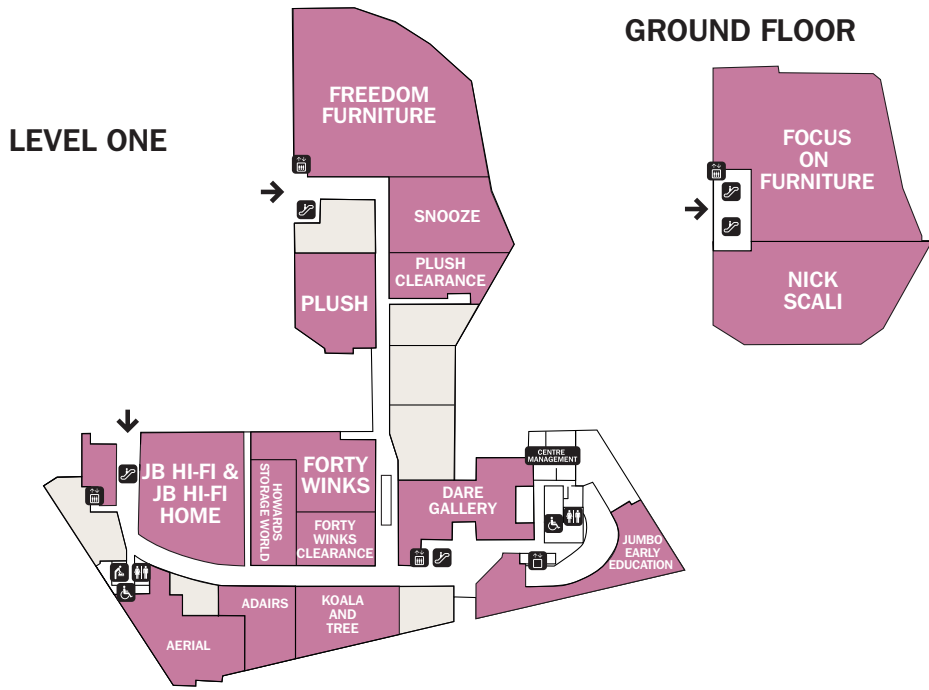 GROUND FLOOR
LEVEL ONE
FREEDOM
FURNITURE
SNOOZE
PLUSH
CLEARANCE
PLUSH
FOCUS
ON
FURNITURE
NICK
SCALI
JB HI-FI &
JB HI-FI
HOME
HOWARDS
STORAGE WORLD
FORTY
WINKS
FORTY
WINKS
CLEARANCE
DARE
GALLERY
CENTRE
MANAGEMENT
JUMBO
EARLY
EDUCATION
AERIAL
ADAIRS
KOALA
AND
TREE